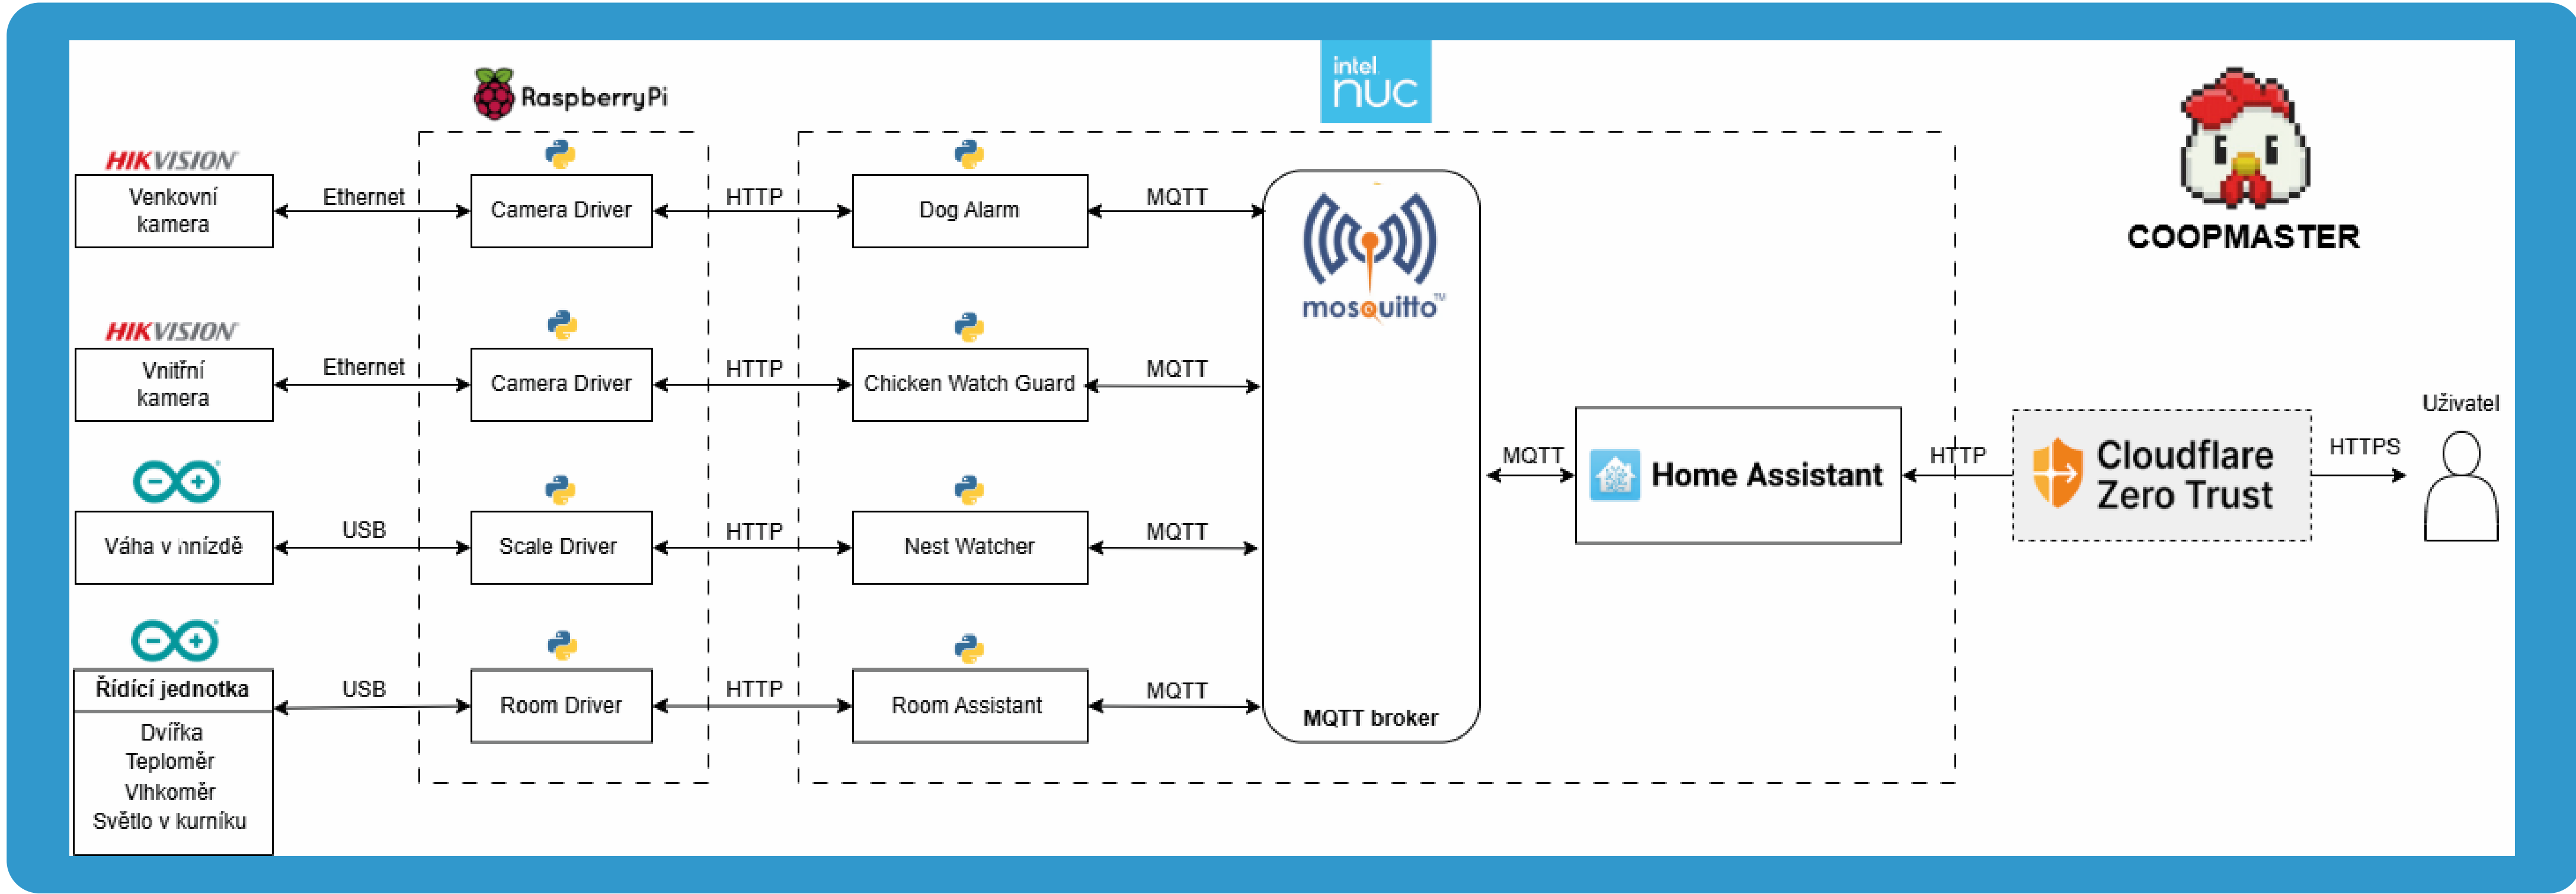 RaspberryPi
intel
nuc
COOPMASTER
HIKVISION
Venkovní
kamera
Ethernet
Camera Driver
HTTP
Dog Alarm
MQTT
mosquitto™
HIKVISION
Vnitřní
kamera
Ethernet
Camera Driver
HTTP
Chicken Watch Guard
MQTT
Váha v hnízdě
USB
Scale Driver
HTTP
Nest Watcher
MQTT
Řídící jednotka
Dvířka
Teploměr
Vlhkoměr
Světlo v kurníku
USB
Room Driver
HTTP
Room Assistant
MQTT
MQTT broker
MQTT
Home Assistant
HTTP
Cloudflare
Zero Trust
HTTPS
Uživatel